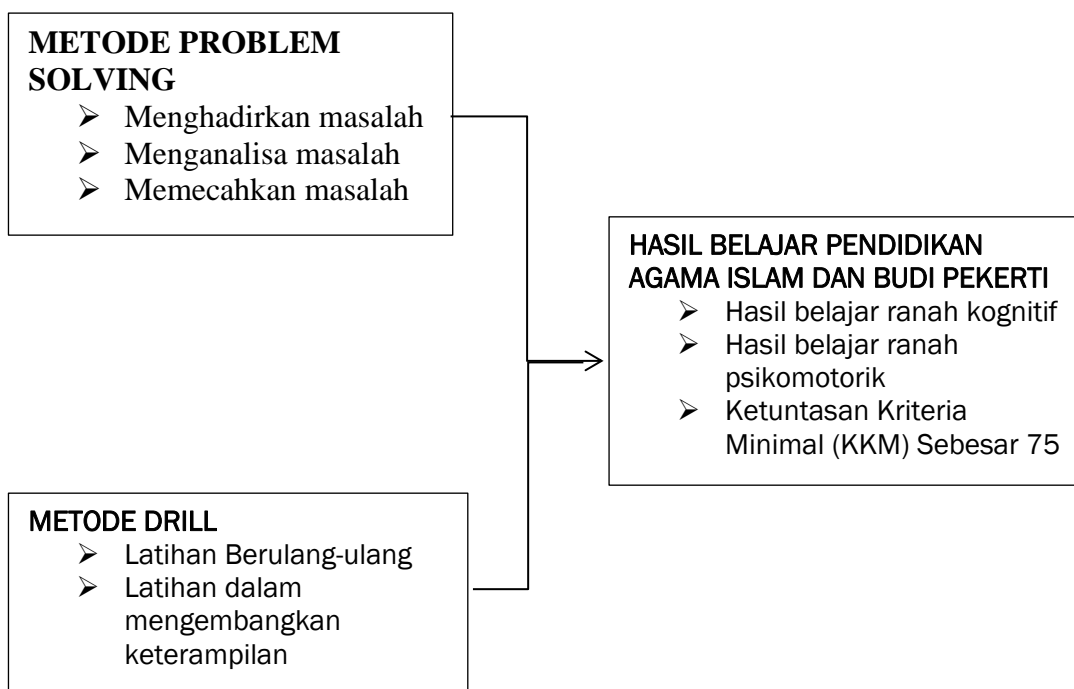 METODE PROBLEM
SOLVING
➢ Menghadirkan masalah
➢ Menganalisa masalah
➢ Memecahkan masalah
HASIL BELAJAR PENDIDIKAN
AGAMA ISLAM DAN BUDI PEKERTI
➢ Hasil belajar ranah kognitif
➢ Hasil belajar ranah
psikomotorik
➢ Ketuntasan Kriteria
Minimal (KKM) Sebesar 75
METODE DRILL
➢ Latihan Berulang-ulang
➢ Latihan dalam
mengembangkan
keterampilan